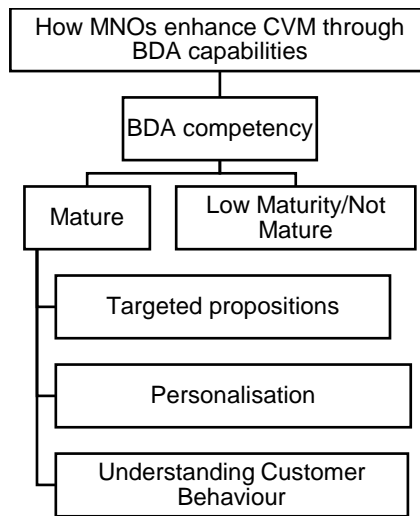 How MNOs enhance CVM through
BDA capabilities
BDA competency
Mature
Low Maturity/Not
Mature
Targeted propositions
Personalisation
Understanding Customer
Behaviour